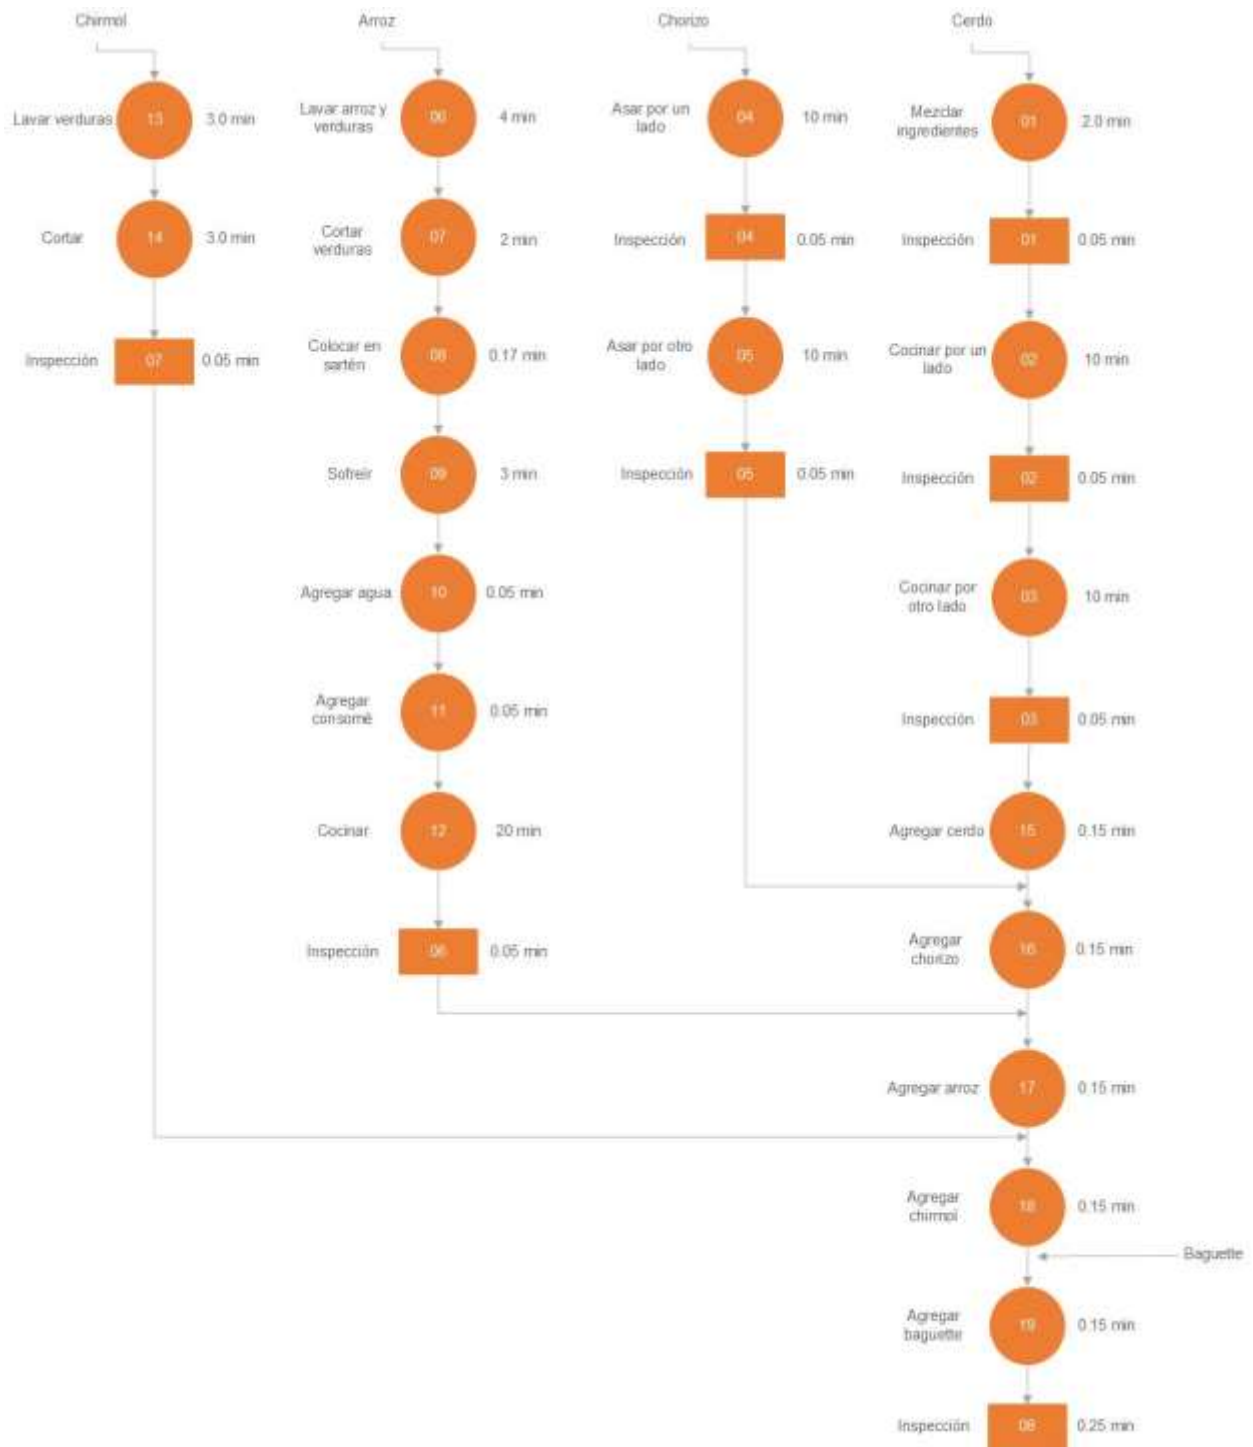 Chirmol
Arroz
Chorizo
Cerdo
Lavar verduras
13
3.0 min
Lavar arroz y
verduras
06
4 min
Asar por un
lado
04
10 min
Mezclar
ingredientes
01
2.0 min
Cortar
14
3.0 min
Cortar
verduras
07
2 min
Inspección
04
0.05 min
Inspección
01
0.05 min
Inspección
07
0.05 min
Colocar en
sartén
08
0.17 min
Asar por otro
lado
05
10 min
Cocinar por un
lado
02
10 min
Sofreír
09
3 min
Inspección
05
0.05 min
Inspección
02
0.05 min
Agregar agua
10
0.05 min
Cocinar por
otro lado
03
10 min
Agregar
consomé
11
0.05 min
Inspección
03
0.05 min
Cocinar
12
20 min
Agregar cerdo
15
0.15 min
Inspección
06
0.05 min
Agregar
chorizo
16
0.15 min
Agregar arroz
17
0.15 min
Agregar
chirmol
18
0.15 min
Baguette
Agregar
baguette
19
0.15 min
Inspección
08
0.25 min